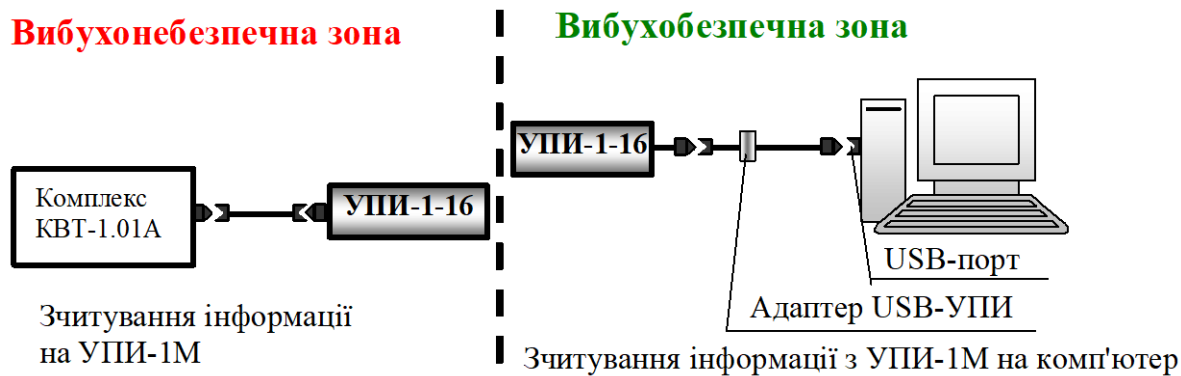 Вибухонебезпечна зона
Комплекс
КВТ-1.01А
УПИ-1-16
Зчитування інформації
на УПИ-1М
Вибухобезпечна зона
УПИ-1-16
USB-порт
Адаптер USB-УПИ
Зчитування інформації з УПИ-1М на комп'ютер